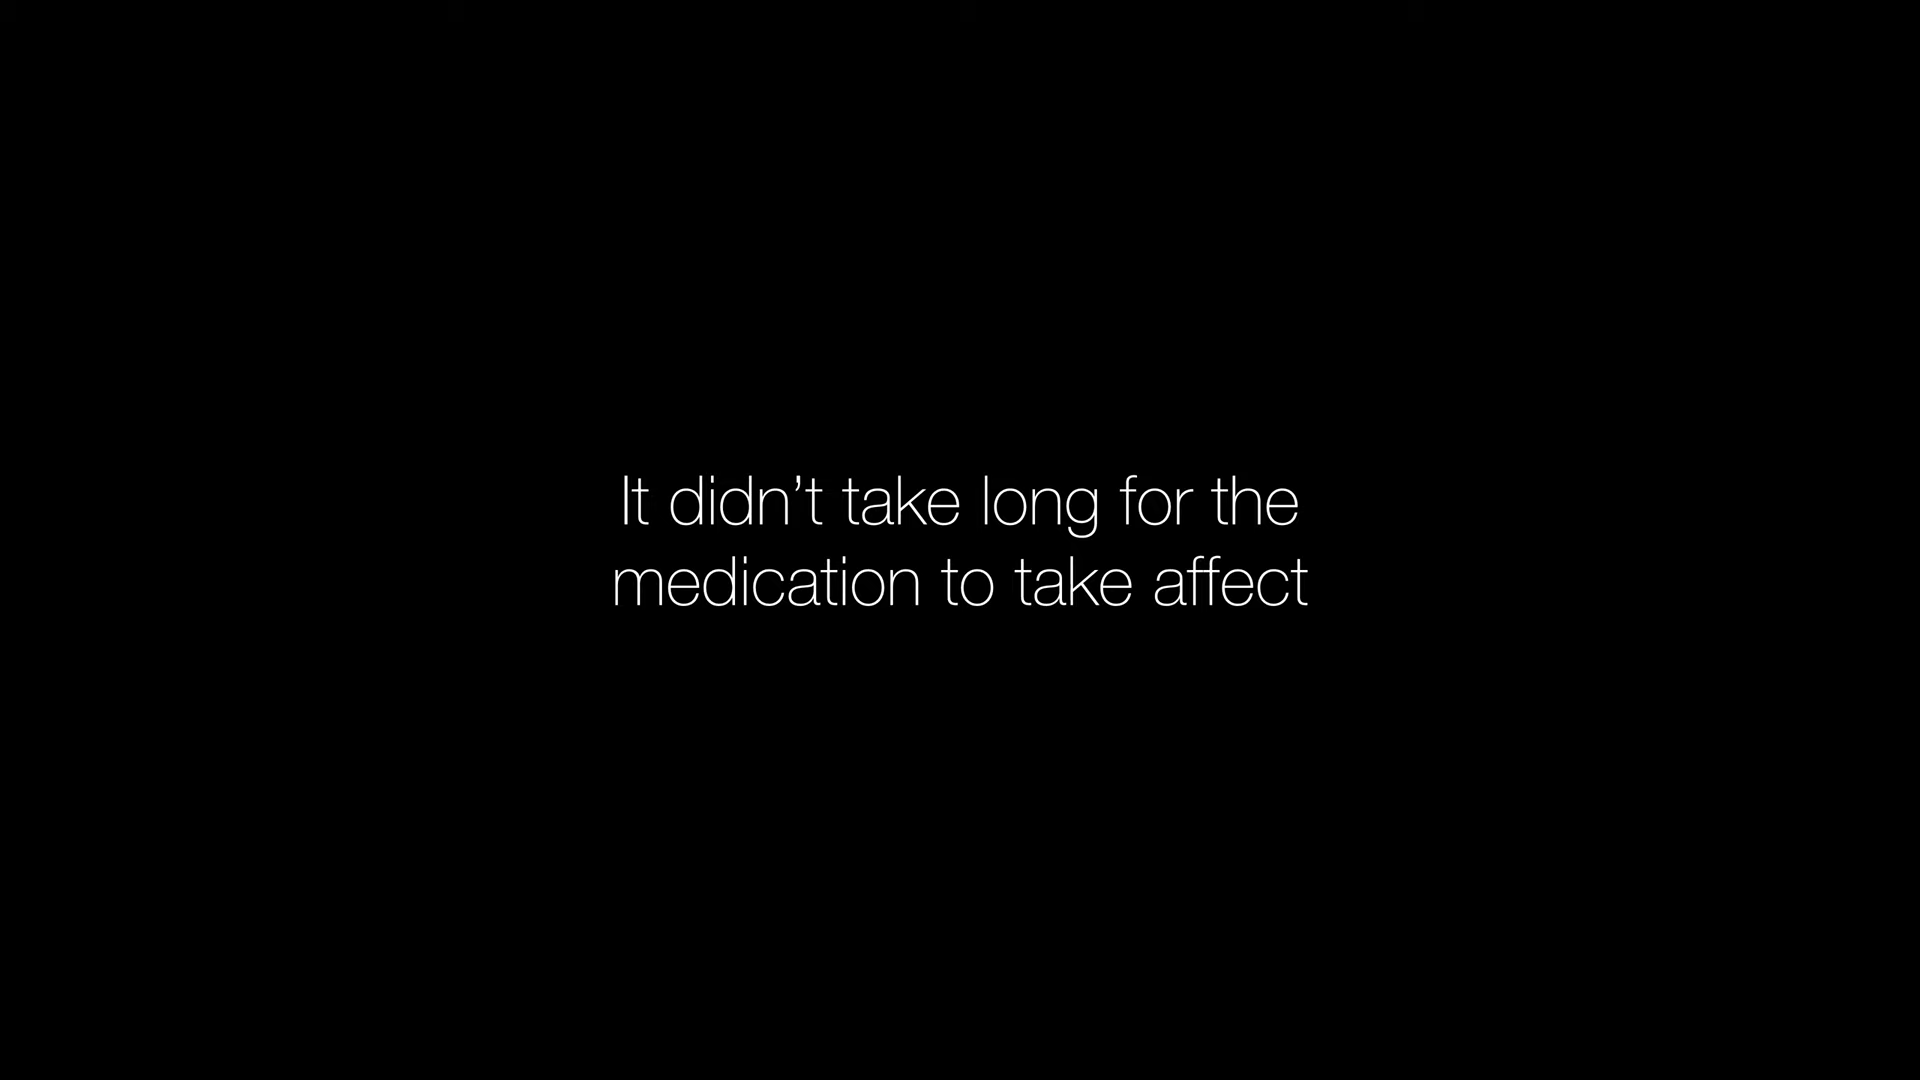 It didn’t take long for the
medication to take affect